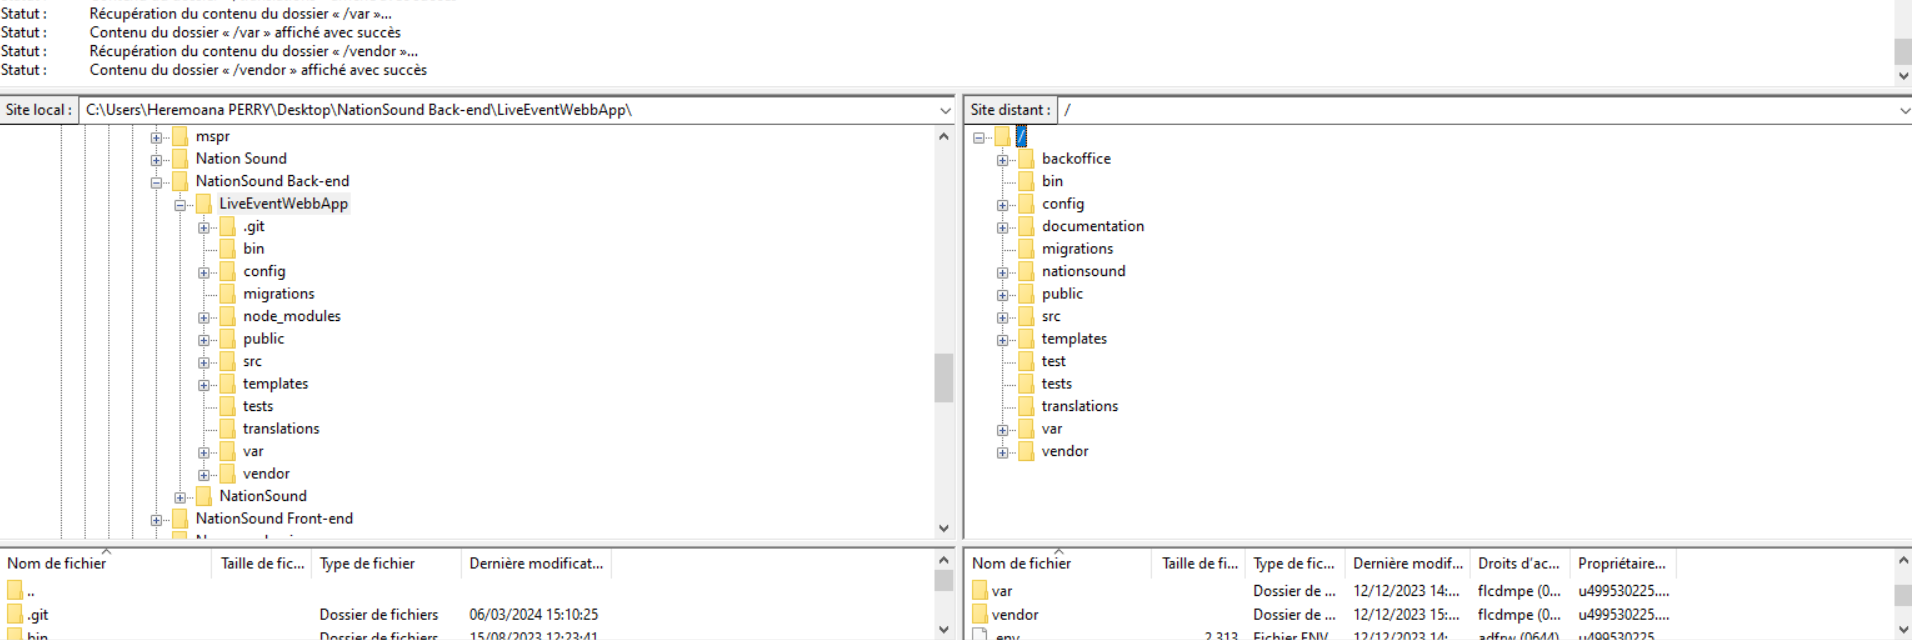 Statut : Récupération du contenu du dossier « /var »...
Statut : Contenu du dossier « /var » affiché avec succès
Statut : Récupération du contenu du dossier « /vendor »...
Statut : Contenu du dossier « /vendor » affiché avec succès
Site local : C:\Users\Heremoana PERRY\Desktop\NationSound Back-end\LiveEventWebbApp\
mspr
Nation Sound
NationSound Back-end
LiveEventWebbApp
.git
bin
config
migrations
node_modules
public
src
templates
tests
translations
var
vendor
NationSound
NationSound Front-end
Site distant : /
/
backoffice
bin
config
documentation
migrations
nationsound
public
src
templates
test
tests
translations
var
vendor
Nom de fichier Taille de fic... Type de fichier Dernière modificat...
..
.git Dossier de fichiers 06/03/2024 15:10:25
bin Dossier de fichiers 15/08/2023 12:23:41
Nom de fichier Taille de fi... Type de fic... Dernière modif... Droits d'ac... Propriétaire...
var Dossier de ... 12/12/2023 14:... flcdmpe (0... u499530225....
vendor Dossier de ... 12/12/2023 15:... flcdmpe (0... u499530225....
.env 2 313 Fichier ENV 12/12/2023 14:... adfrw (0644) u499530225....